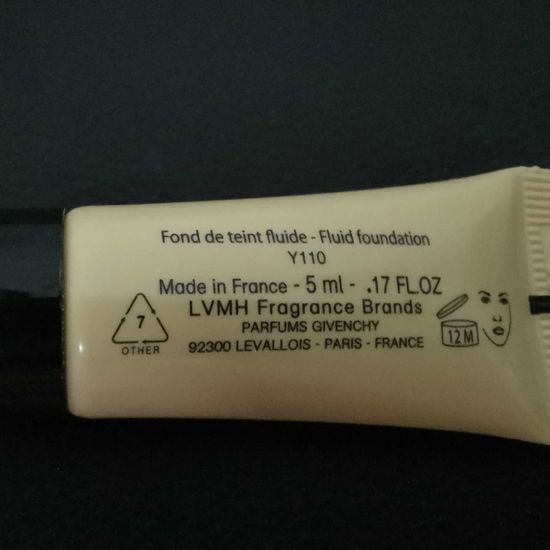 Fond de teint fluide - Fluid foundation
Y110
Made in France - 5 ml - .17 FL.OZ
LVMH Fragrance Brands
PARFUMS GIVENCHY
92300 LEVALLOIS - PARIS - FRANCE
7
OTHER
12 M